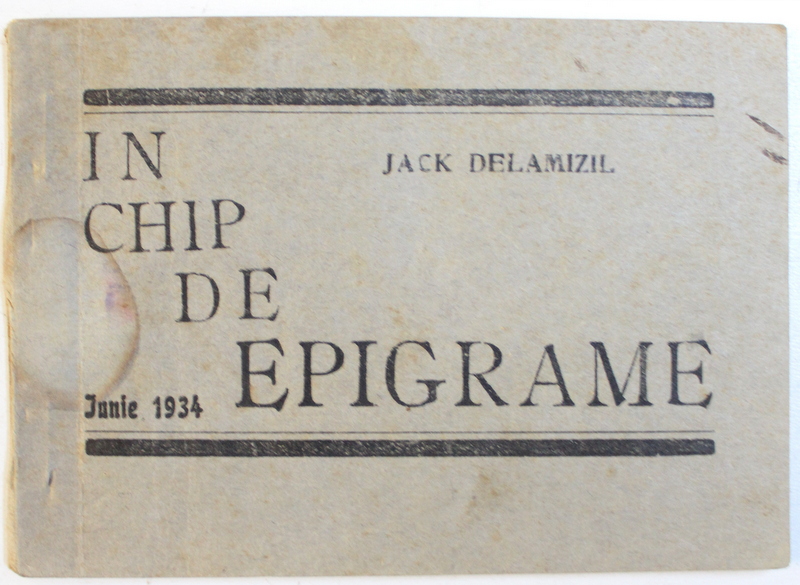 IN
JACK DELAMIZIL
CHIP
DE
EPIGRAME
Iunie 1934